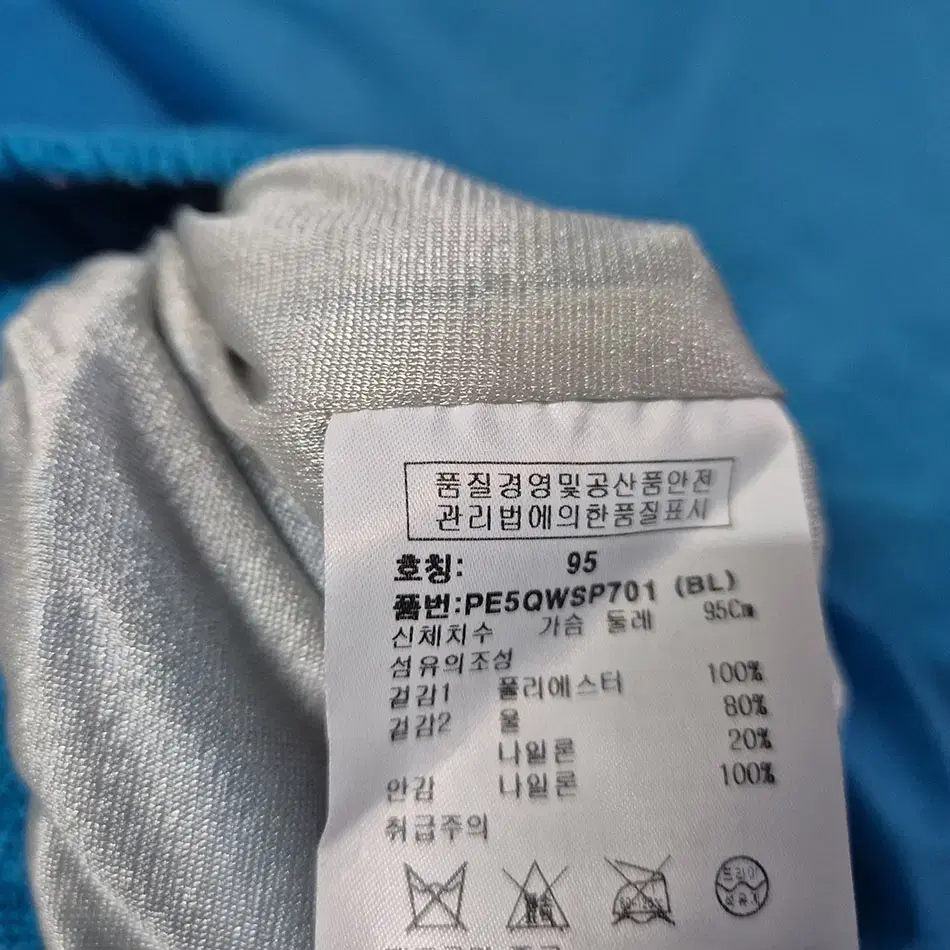 품질경영및공산품안전
관리법에의한품질표시
호칭: 95
품번:PE5QWSP701 (BL)
신체치수 가슴 둘레 95Cm
섬유의조성
겉감1 폴리에스터 100%
겉감2 울 80%
나일론 20%
안감 나일론 100%
취급주의
드라이